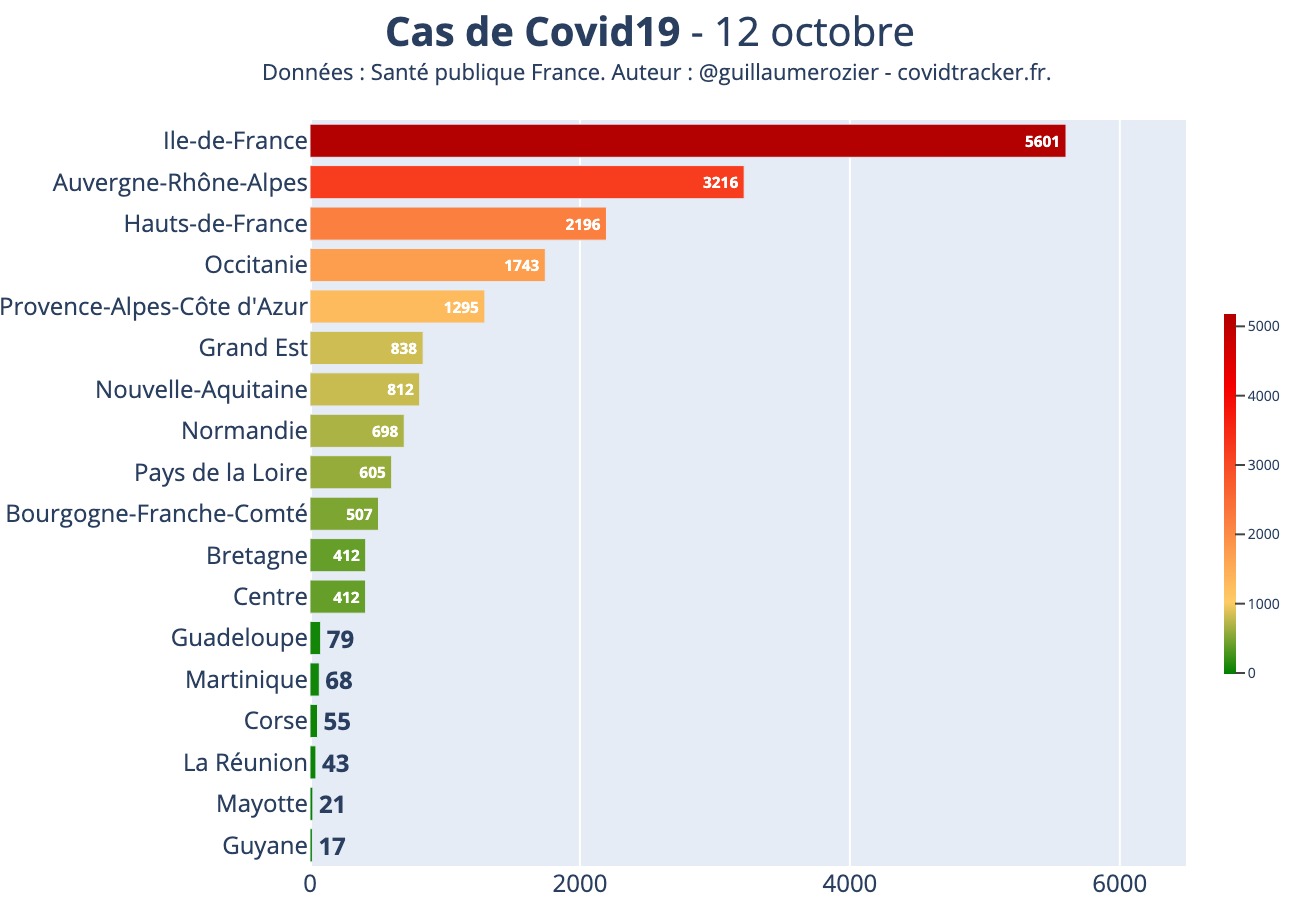 Cas de Covid19 - 12 octobre
Données : Santé publique France. Auteur : @guillaumerozier - covidtracker.fr.
Ile-de-France 5601
Auvergne-Rhône-Alpes 3216
Hauts-de-France 2196
Occitanie 1743
Provence-Alpes-Côte d'Azur 1295
Grand Est 838
Nouvelle-Aquitaine 812
Normandie 698
Pays de la Loire 605
Bourgogne-Franche-Comté 507
Bretagne 412
Centre 412
Guadeloupe 79
Martinique 68
Corse 55
La Réunion 43
Mayotte 21
Guyane 17
0 2000 4000 6000
5000
4000
3000
2000
1000
0